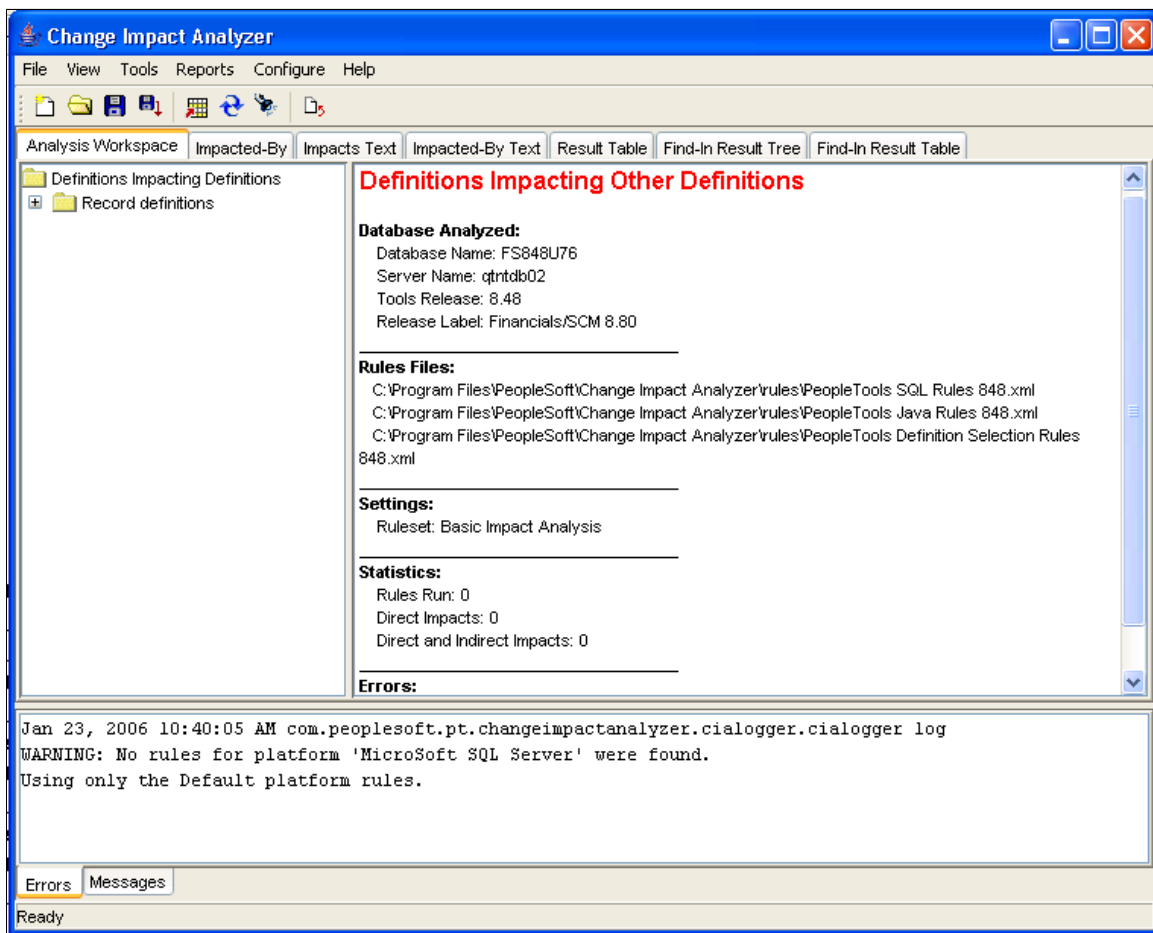 Change Impact Analyzer
File View Tools Reports Configure Help
Analysis Workspace Impacted-By Impacts Text Impacted-By Text Result Table Find-In Result Tree Find-In Result Table
Definitions Impacting Definitions
Record definitions
Definitions Impacting Other Definitions
Database Analyzed:
Database Name: FS848U76
Server Name: qtntdb02
Tools Release: 8.48
Release Label: Financials/SCM 8.80
Rules Files:
C:\Program Files\PeopleSoft\Change Impact Analyzer\rules\PeopleTools SQL Rules 848.xml
C:\Program Files\PeopleSoft\Change Impact Analyzer\rules\PeopleTools Java Rules 848.xml
C:\Program Files\PeopleSoft\Change Impact Analyzer\rules\PeopleTools Definition Selection Rules
848.xml
Settings:
Ruleset: Basic Impact Analysis
Statistics:
Rules Run: 0
Direct Impacts: 0
Direct and Indirect Impacts: 0
Errors:
Jan 23, 2006 10:40:05 AM com.peoplesoft.pt.changeimpactanalyzer.cialogger.cialogger log
WARNING: No rules for platform 'MicroSoft SQL Server' were found.
Using only the Default platform rules.
Errors Messages
Ready